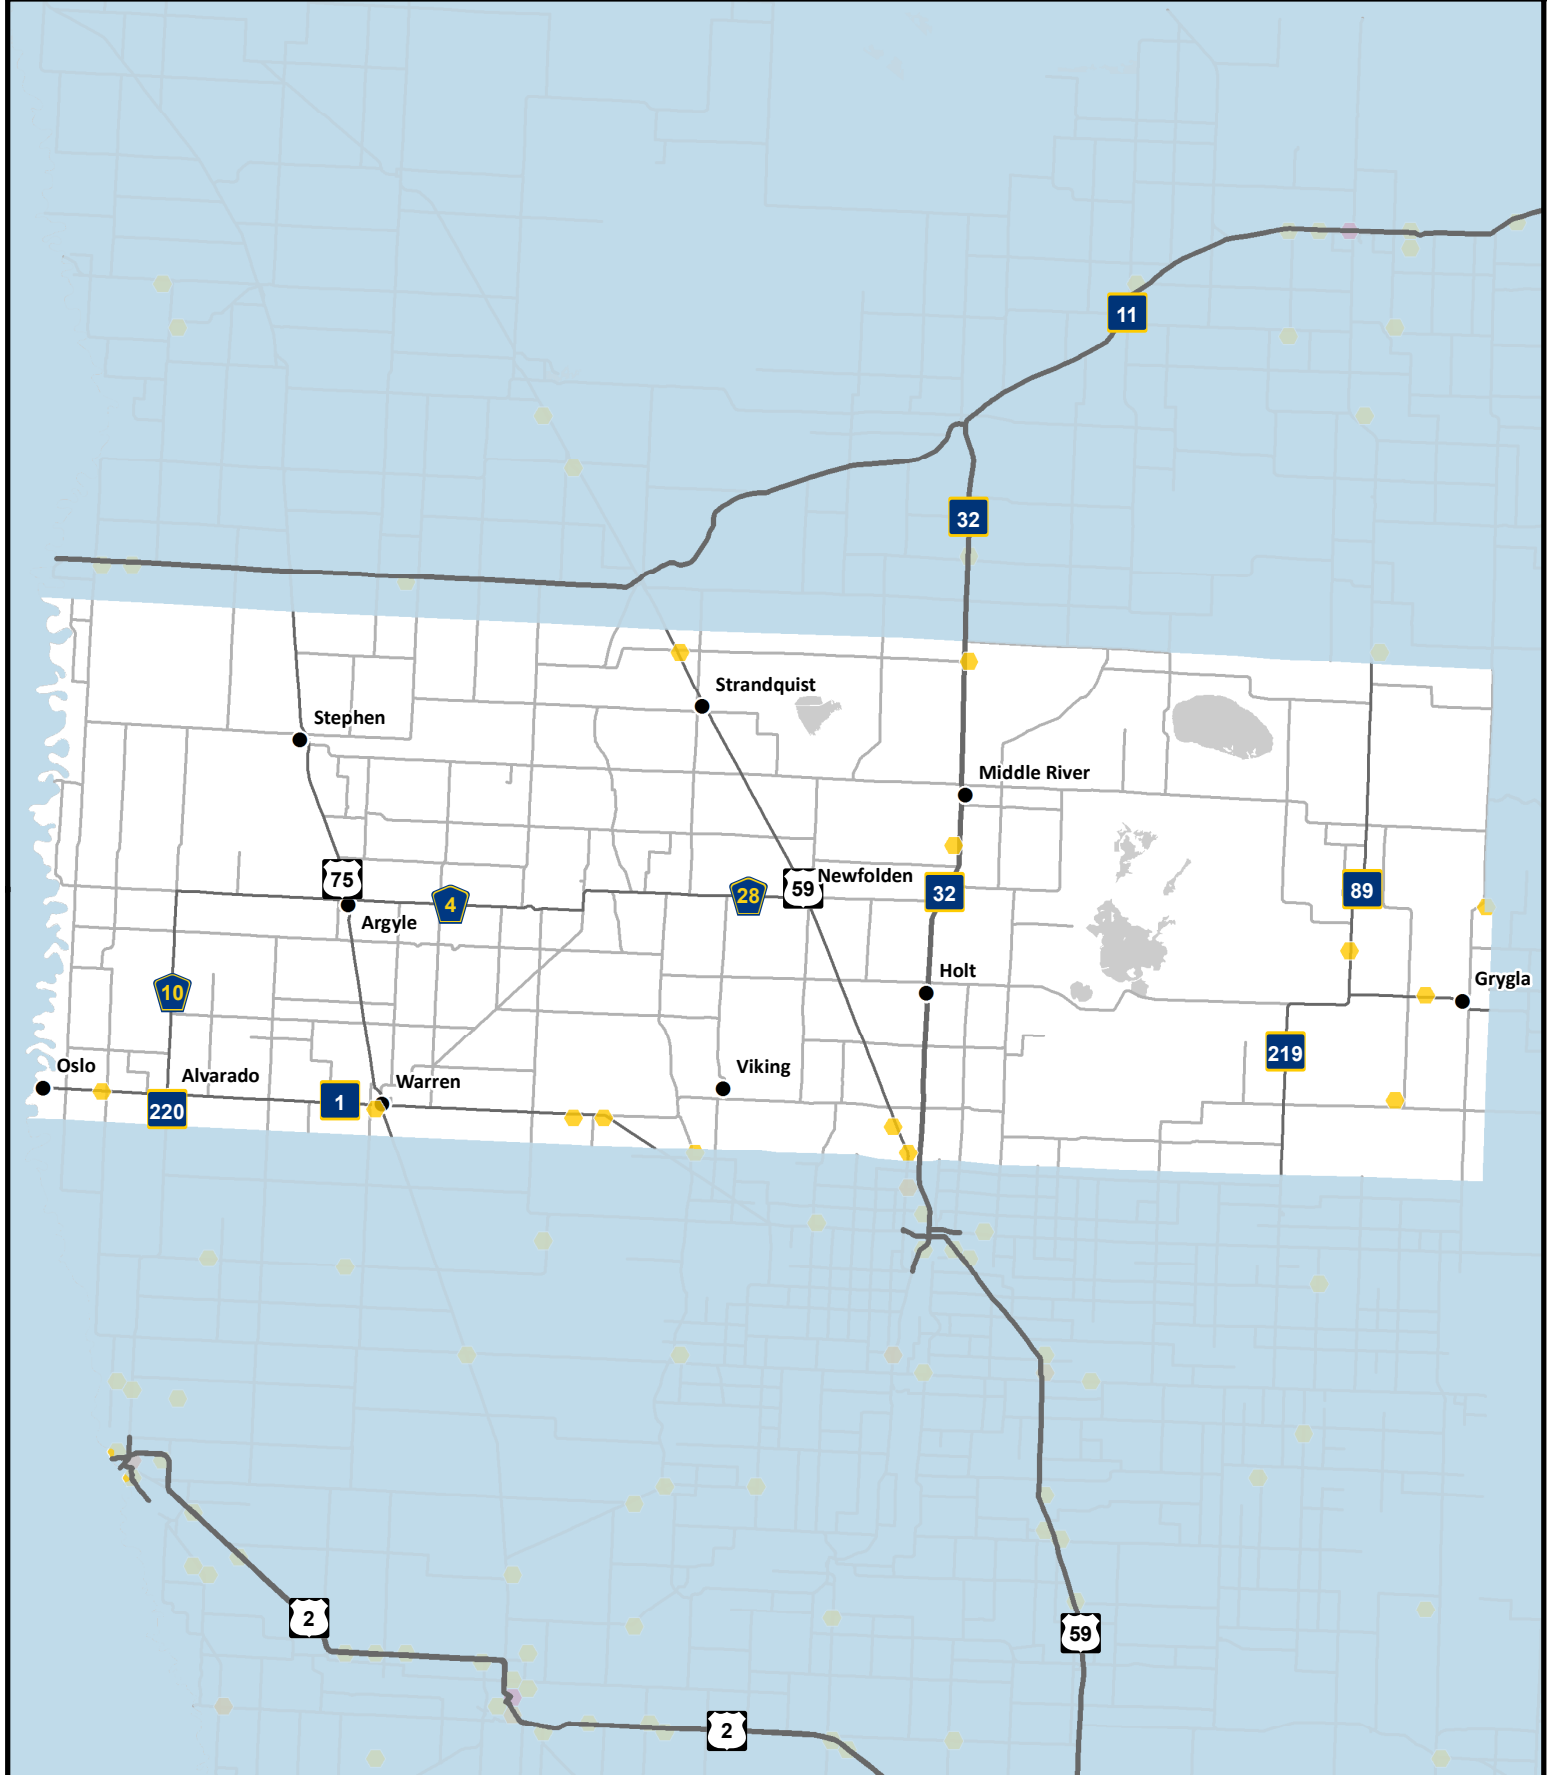 11
32
Strandquist
Stephen
Middle River
75
4
28
59
Newfolden
32
89
Argyle
Holt
Grygla
10
219
Oslo
Alvarado
Viking
Warren
220
1
2
59
2